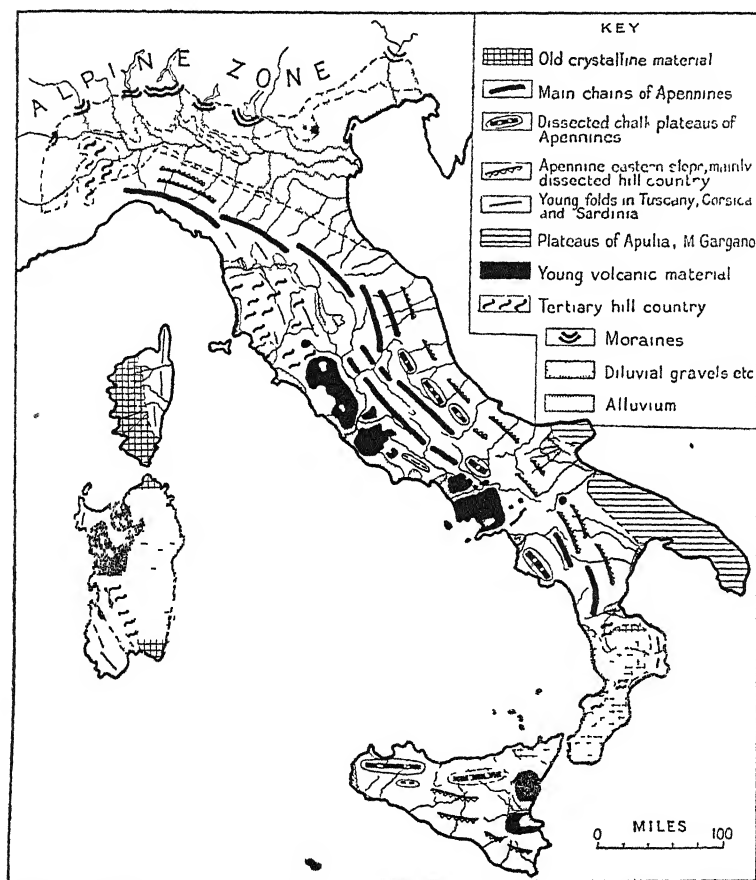 ALPINE ZONE
KEY
Old crystalline material
Main chains of Apennines
Dissected chalk plateaus of
Apennines
Apennine eastern slope, mainly
dissected hill country
Young folds in Tuscany, Corsica
and Sardinia
Plateaus of Apulia, M Gargano
Young volcanic material
Tertiary hill country
Moraines
Diluvial gravels etc
Alluvium
MILES
0 100